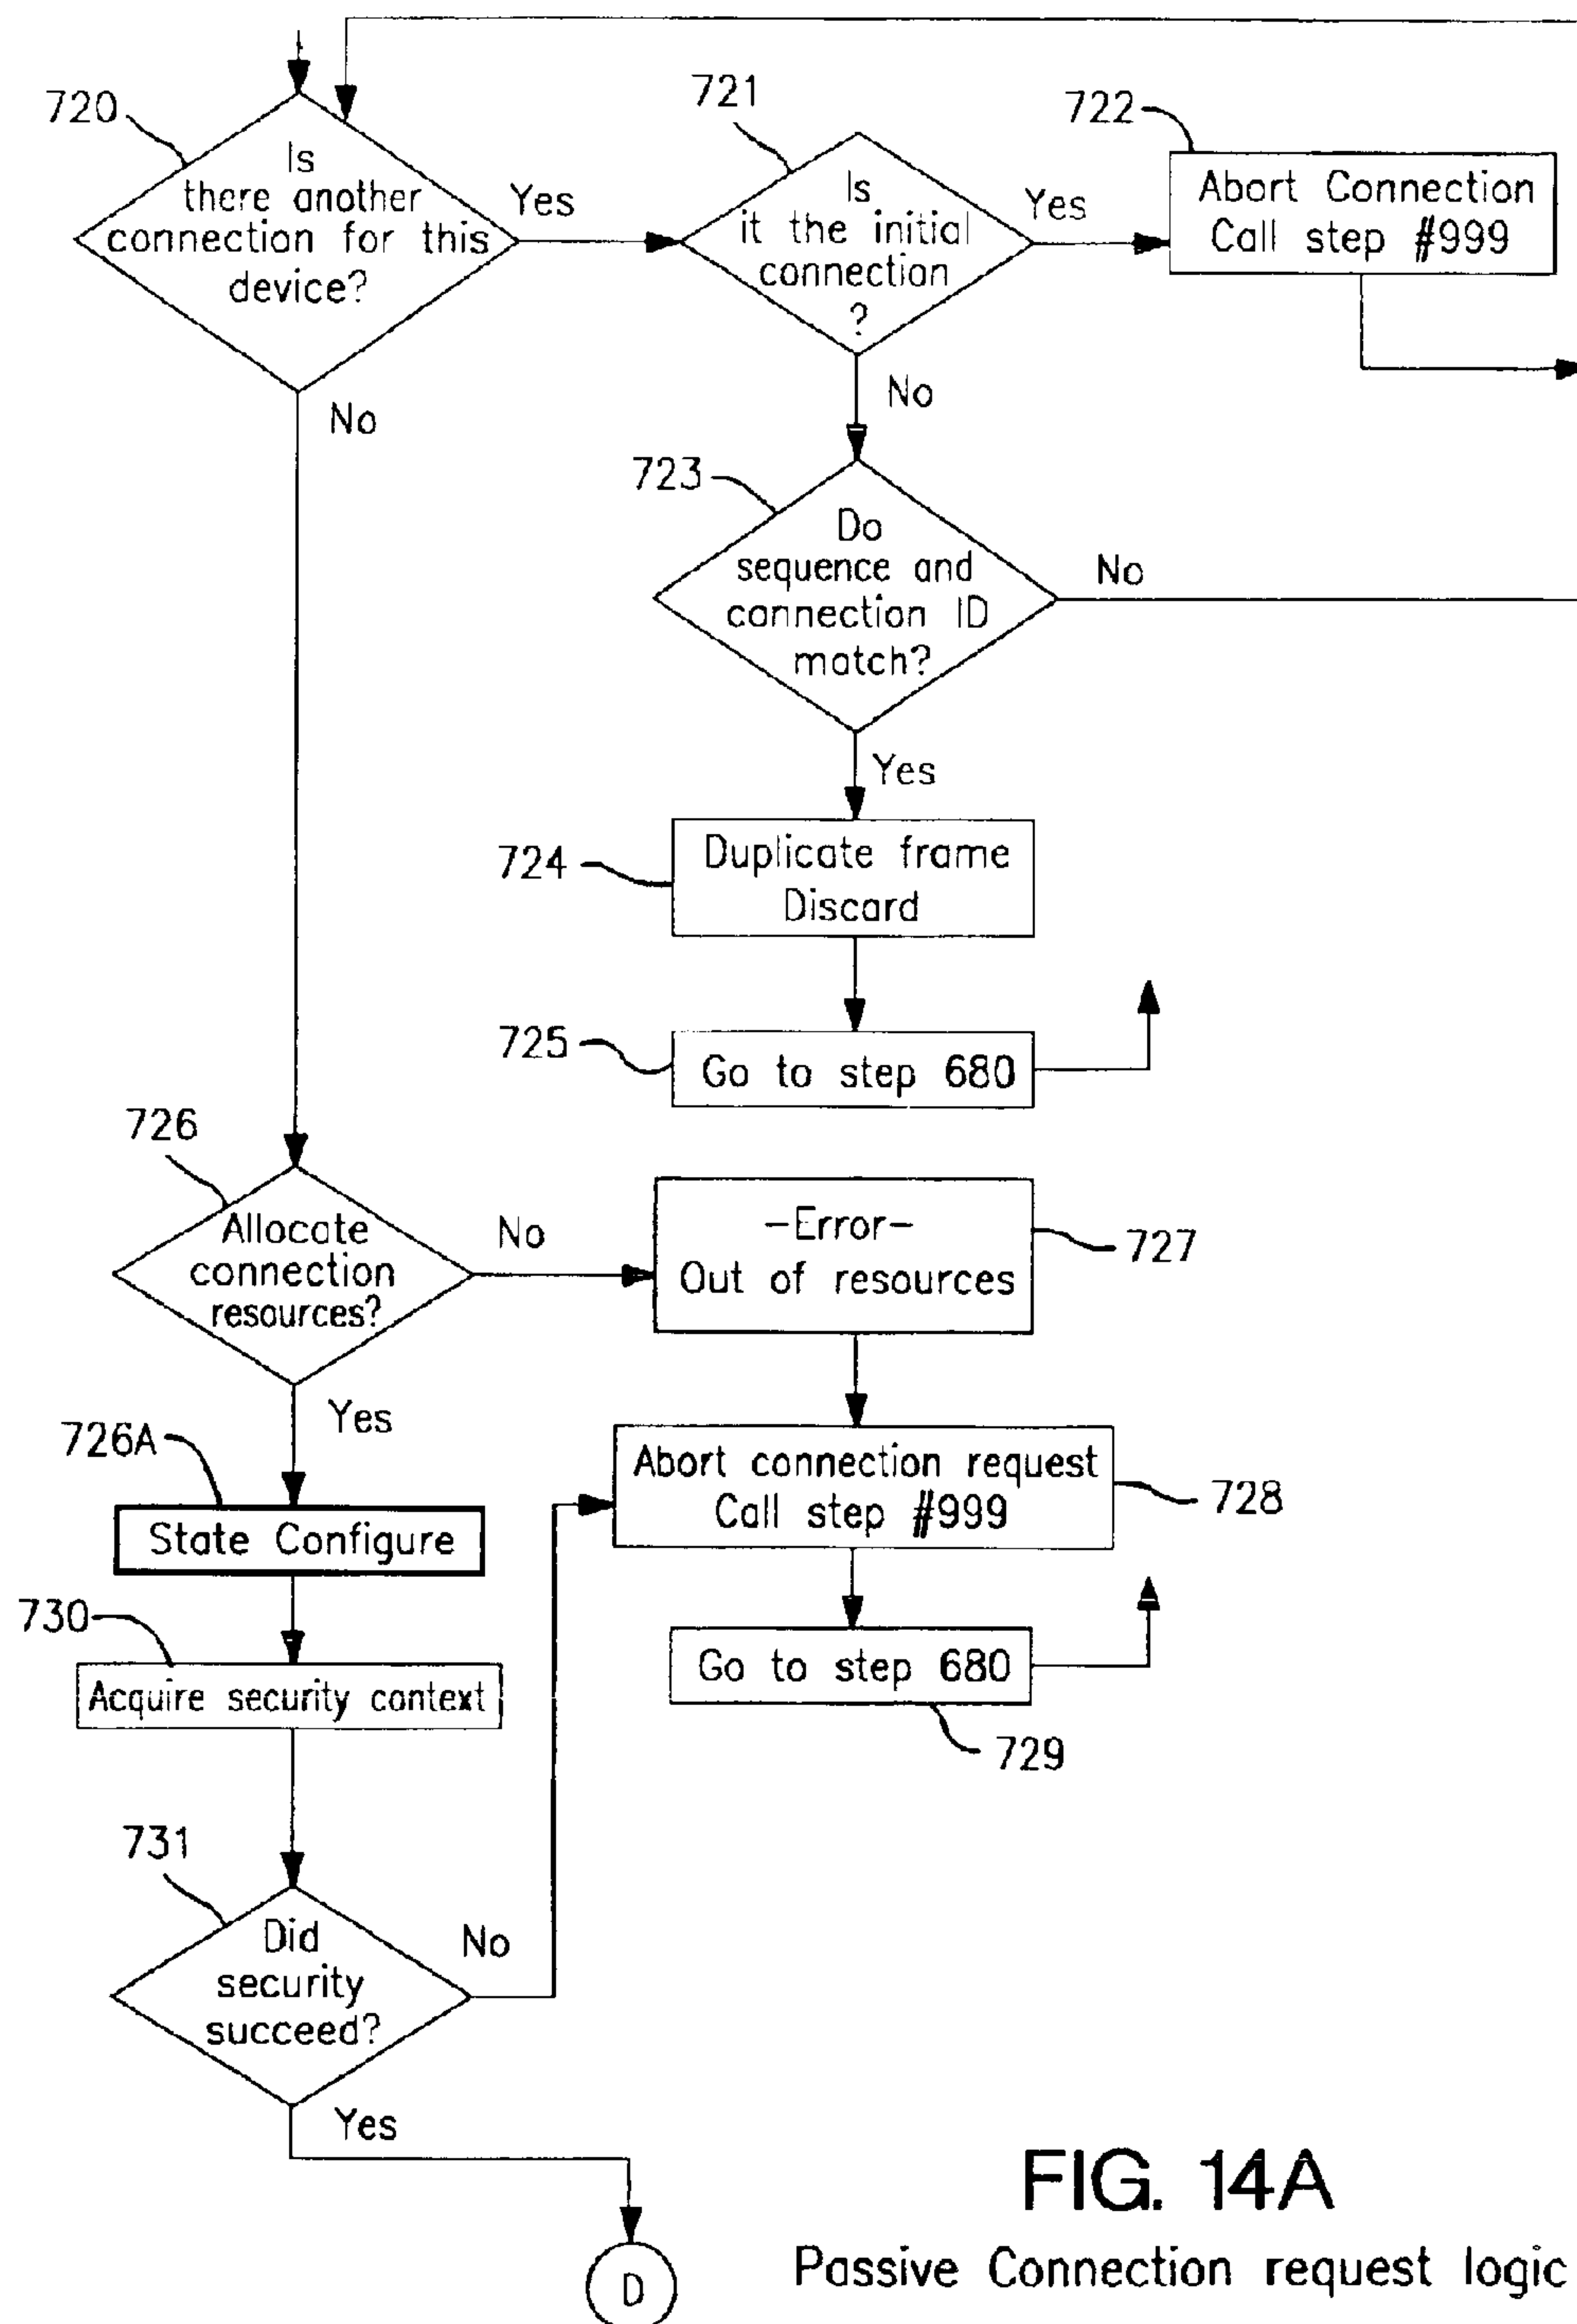 720
Is
there another
connection for this
device?
Yes
No
721
Is
it the initial
connection
?
Yes
No
722
Abort Connection
Call step #999
723
Do
sequence and
connection ID
match?
No
Yes
724
Duplicate frame
Discard
725
Go to step 680
726
Allocate
connection
resources?
No
Yes
-Error-
Out of resources
727
726A
State Configure
Abort connection request
Call step #999
728
730
Acquire security context
Go to step 680
729
731
Did
security
succeed?
No
Yes
D
FIG. 14A
Passive Connection request logic